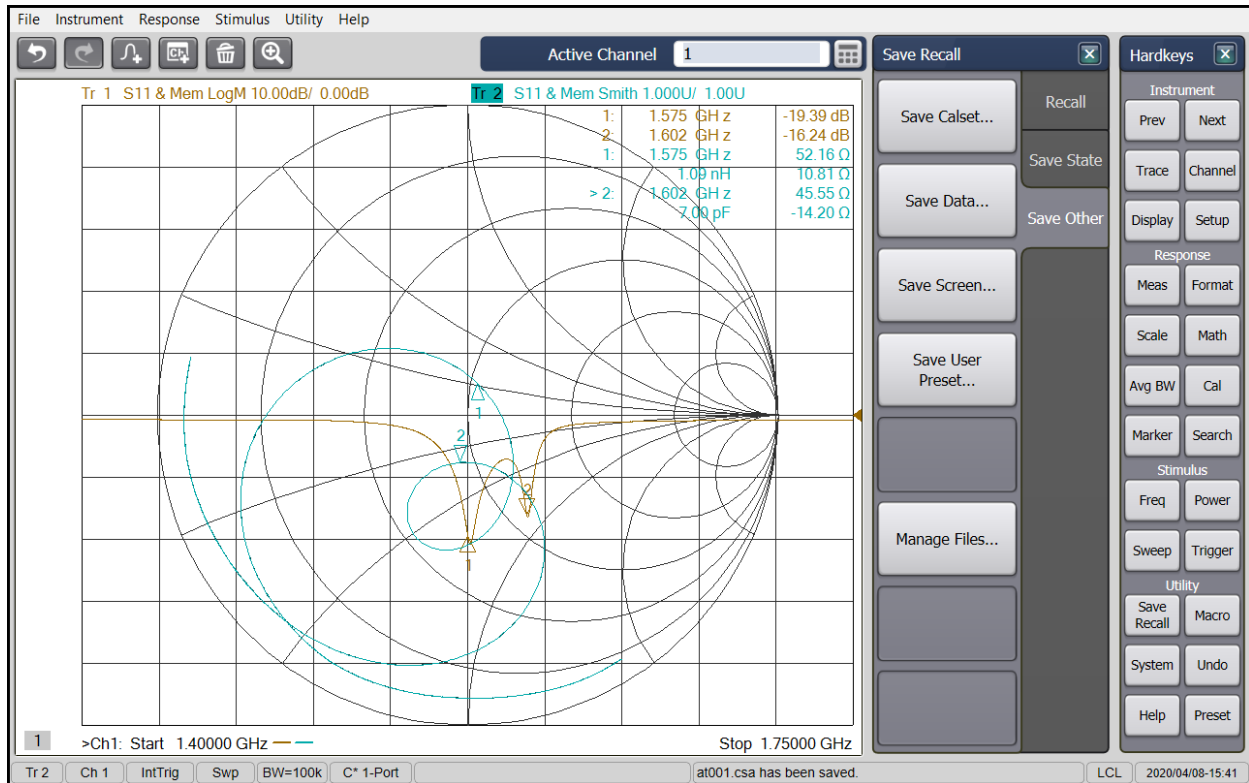 File Instrument Response Stimulus Utility Help
Active Channel 1
Tr 1 S11 & Mem LogM 10.00dB/ 0.00dB
Tr 2 S11 & Mem Smith 1.000U/ 1.00U
1: 1.575 GHz -19.39 dB
2: 1.602 GHz -16.24 dB
1: 1.575 GHz 52.16 Ω
1.09 nH 10.81 Ω
> 2: 1.602 GHz 45.55 Ω
7.00 pF -14.20 Ω
1
2
2
1
1 >Ch1: Start 1.40000 GHz
Stop 1.75000 GHz
Save Recall
Save Calset...
Save Data...
Save Screen...
Save User
Preset...
Manage Files...
Recall
Save State
Save Other
Hardkeys
Instrument
Prev Next
Trace Channel
Display Setup
Response
Meas Format
Scale Math
Avg BW Cal
Marker Search
Stimulus
Freq Power
Sweep Trigger
Utility
Save
Recall Macro
System Undo
Help Preset
Tr 2 Ch 1 IntTrig Swp BW=100k C* 1-Port at001.csa has been saved. LCL 2020/04/08-15:41